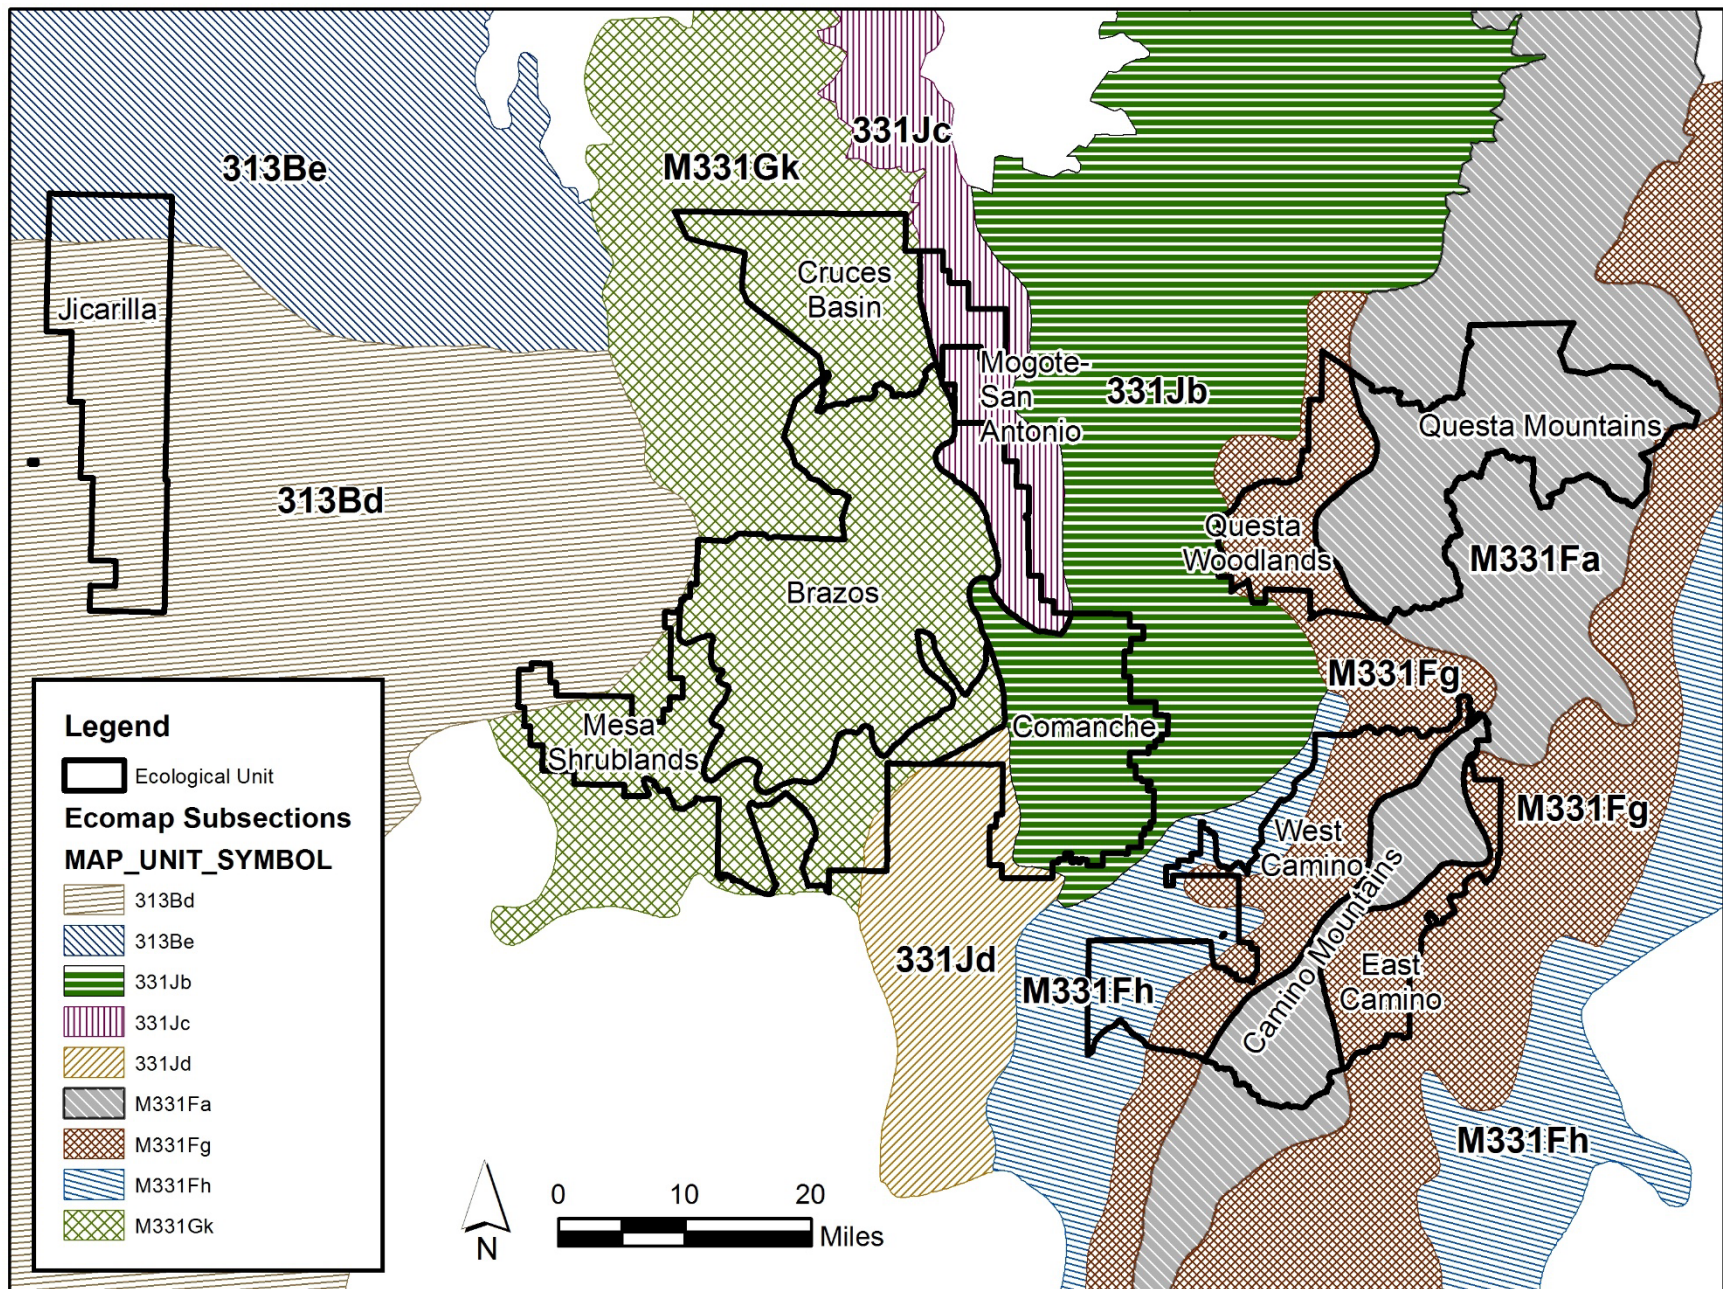 331Jc
313Be
M331Gk
Cruces
Basin
Jicarilla
Mogote-
San
Antonio
331Jb
Questa Mountains
313Bd
Questa
Woodlands
M331Fa
Brazos
M331Fg
Mesa
Shrublands
Comanche
M331Fg
West
Camino
Camino Mountains
331Jd
East
Camino
M331Fh
M331Fh
Legend
Ecological Unit
Ecomap Subsections
MAP_UNIT_SYMBOL
313Bd
313Be
331Jb
331Jc
331Jd
M331Fa
M331Fg
M331Fh
M331Gk
N
0 10 20
Miles